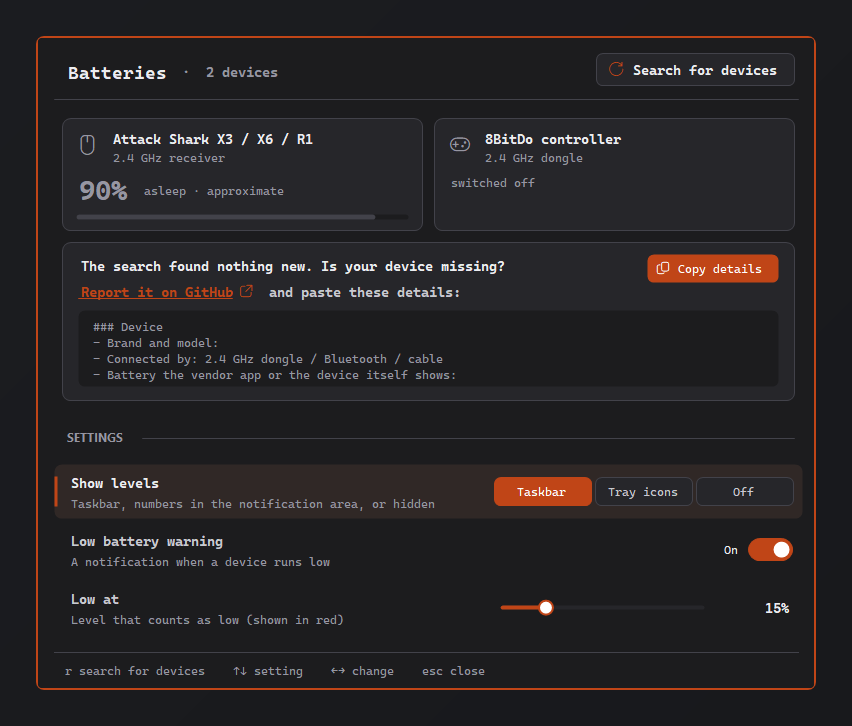 Batteries · 2 devices
Search for devices
Attack Shark X3 / X6 / R1
2.4 GHz receiver
90% asleep · approximate
8BitDo controller
2.4 GHz dongle
switched off
The search found nothing new. Is your device missing?
Report it on GitHub and paste these details:
Copy details
### Device
- Brand and model:
- Connected by: 2.4 GHz dongle / Bluetooth / cable
- Battery the vendor app or the device itself shows:
SETTINGS
Show levels
Taskbar, numbers in the notification area, or hidden
Taskbar Tray icons Off
Low battery warning
A notification when a device runs low
On
Low at
Level that counts as low (shown in red)
15%
r search for devices ↑↓ setting ↔ change esc close